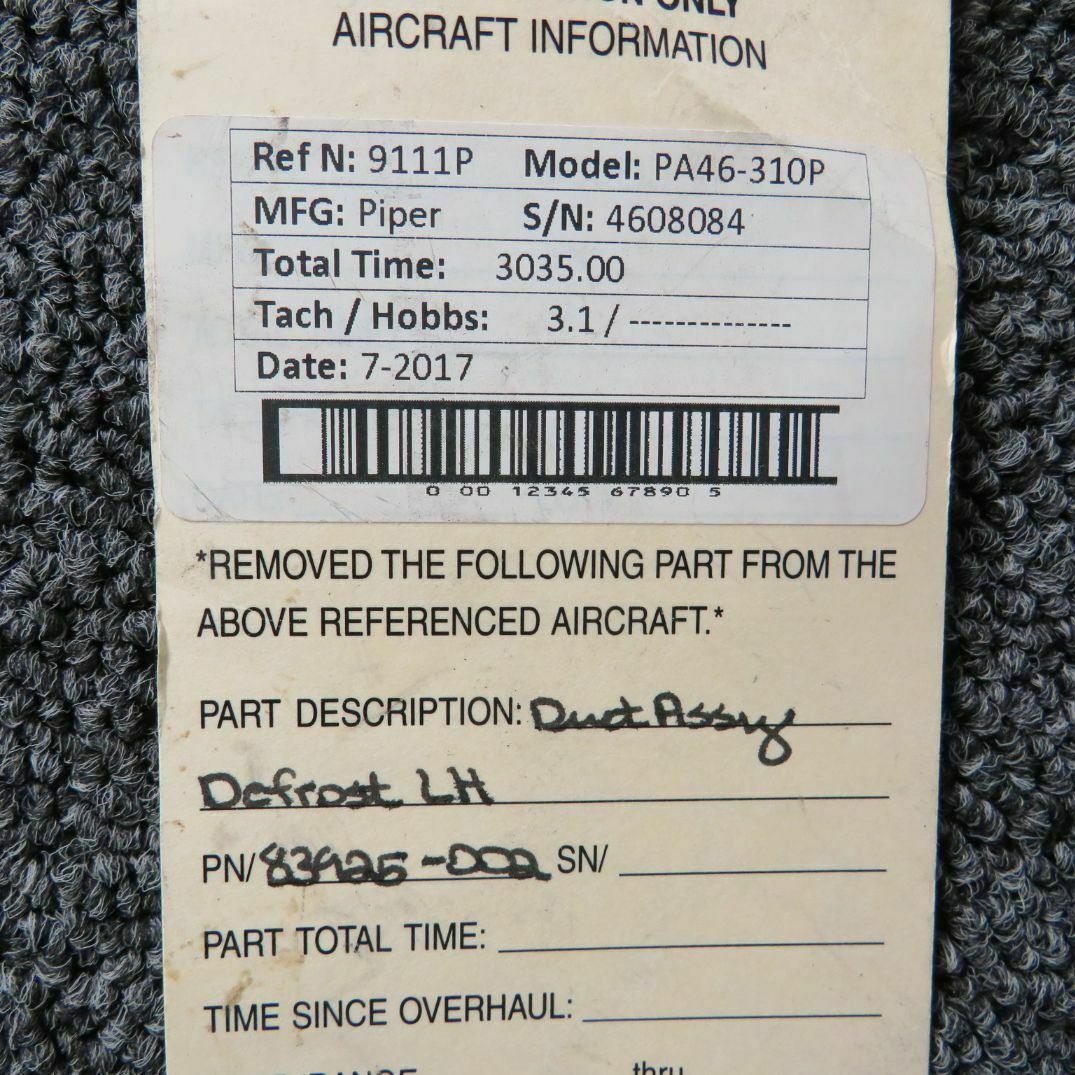 ONLY
AIRCRAFT INFORMATION
Ref N: 9111P Model: PA46-310P
MFG: Piper S/N: 4608084
Total Time: 3035.00
Tach / Hobbs: 3.1 / --------------
Date: 7-2017
0 00 12345 67890 5
*REMOVED THE FOLLOWING PART FROM THE
ABOVE REFERENCED AIRCRAFT.*
PART DESCRIPTION: Duct Assy
Defrost LH
PN/ 83925-002 SN/
PART TOTAL TIME:
TIME SINCE OVERHAUL:
thru